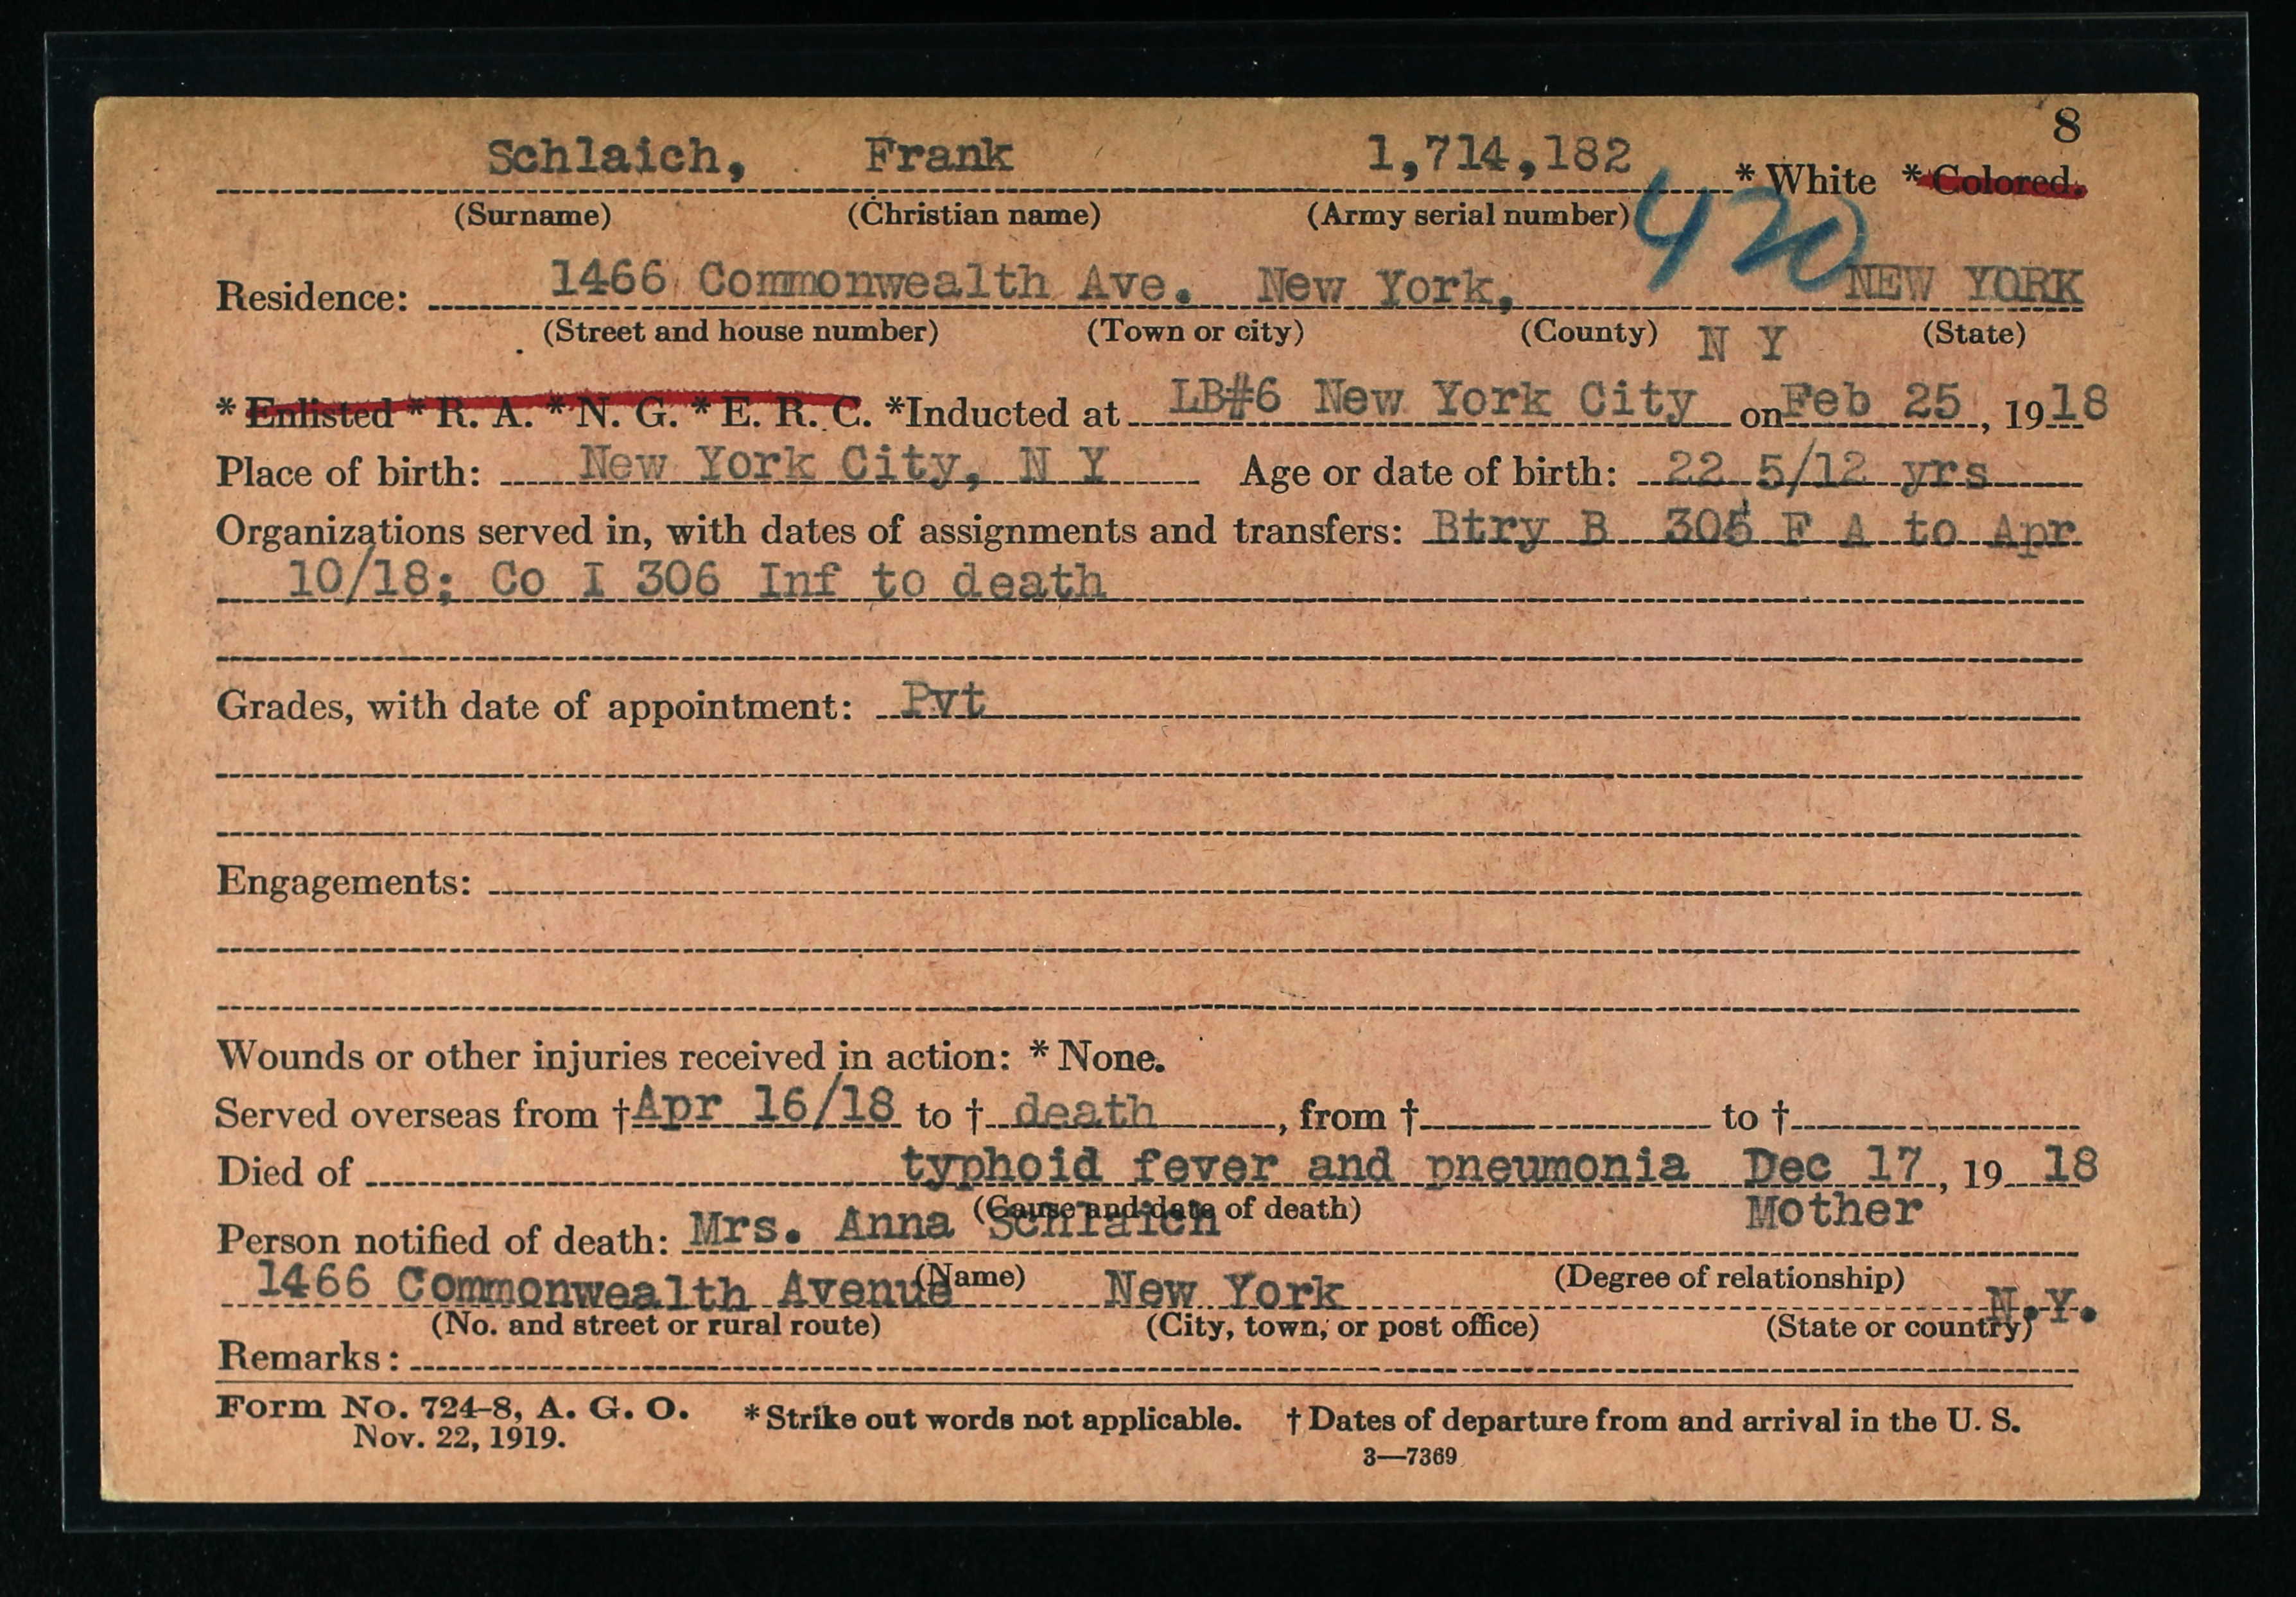 8
Schlaich, Frank 1,714,182 * White * Colored.
(Surname) (Christian name) (Army serial number)
420
Residence: 1466 Commonwealth Ave. New York, NEW YORK
(Street and house number) (Town or city) (County) N Y (State)
* Enlisted * R. A. * N. G. * E. R. C. *Inducted at LB#6 New York City on Feb 25, 1918
Place of birth: New York City, N Y Age or date of birth: 22 5/12 yrs
Organizations served in, with dates of assignments and transfers: Btry B 305 F A to Apr
10/18; Co I 306 Inf to death
Grades, with date of appointment: Pvt
Engagements:
Wounds or other injuries received in action: * None.
Served overseas from † Apr 16/18 to † death, from † to †
Died of typhoid fever and pneumonia Dec 17, 1918
(Cause and date of death)
Person notified of death: Mrs. Anna Schlaich Mother
(Name) (Degree of relationship)
1466 Commonwealth Avenue New York N.Y.
(No. and street or rural route) (City, town, or post office) (State or country)
Remarks:
Form No. 724-8, A. G. O. * Strike out words not applicable. † Dates of departure from and arrival in the U. S.
Nov. 22, 1919.
3—7369